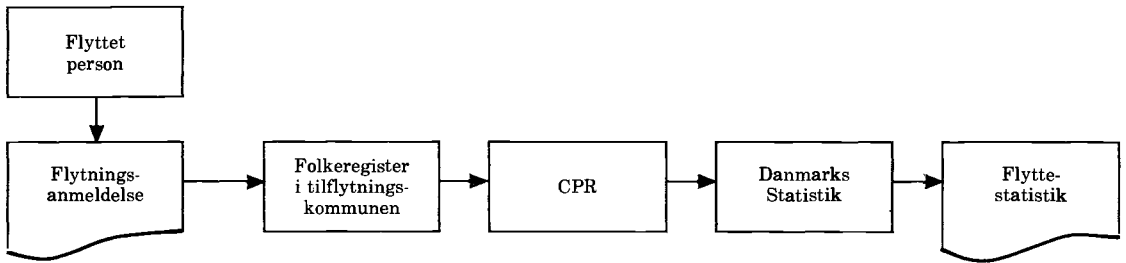 Flyttet
person
Flytnings-
anmeldelse
Folkeregister
i tilflytnings-
kommunen
CPR
Danmarks
Statistik
Flytte-
statistik